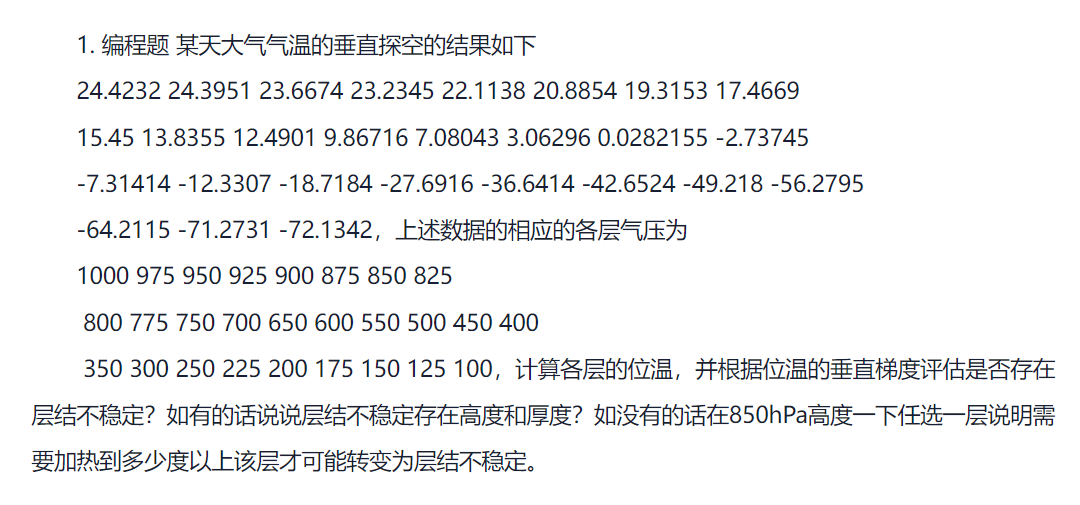 1. 编程题 某天大气气温的垂直探空的结果如下
24.4232 24.3951 23.6674 23.2345 22.1138 20.8854 19.3153 17.4669
15.45 13.8355 12.4901 9.86716 7.08043 3.06296 0.0282155 -2.73745
-7.31414 -12.3307 -18.7184 -27.6916 -36.6414 -42.6524 -49.218 -56.2795
-64.2115 -71.2731 -72.1342，上述数据的相应的各层气压为
1000 975 950 925 900 875 850 825
800 775 750 700 650 600 550 500 450 400
350 300 250 225 200 175 150 125 100，计算各层的位温，并根据位温的垂直梯度评估是否存在
层结不稳定？如有的话说说层结不稳定存在高度和厚度？如没有的话在850hPa高度一下任选一层说明需
要加热到多少度以上该层才可能转变为层结不稳定。